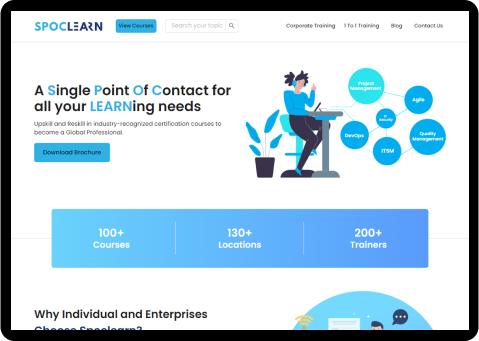 SPOCLEARN
View Courses
Search your topic
Corporate Training
1 To 1 Training
Blog
Contact Us
A Single Point Of Contact for
all your LEARNing needs
Upskill and Reskill in industry-recognized certification courses to
become a Global Professional.
Download Brochure
Project
Management
Agile
IT
Security
DevOps
Quality
Management
ITSM
100+
Courses
130+
Locations
200+
Trainers
Why Individual and Enterprises
Choose Spoclearn?